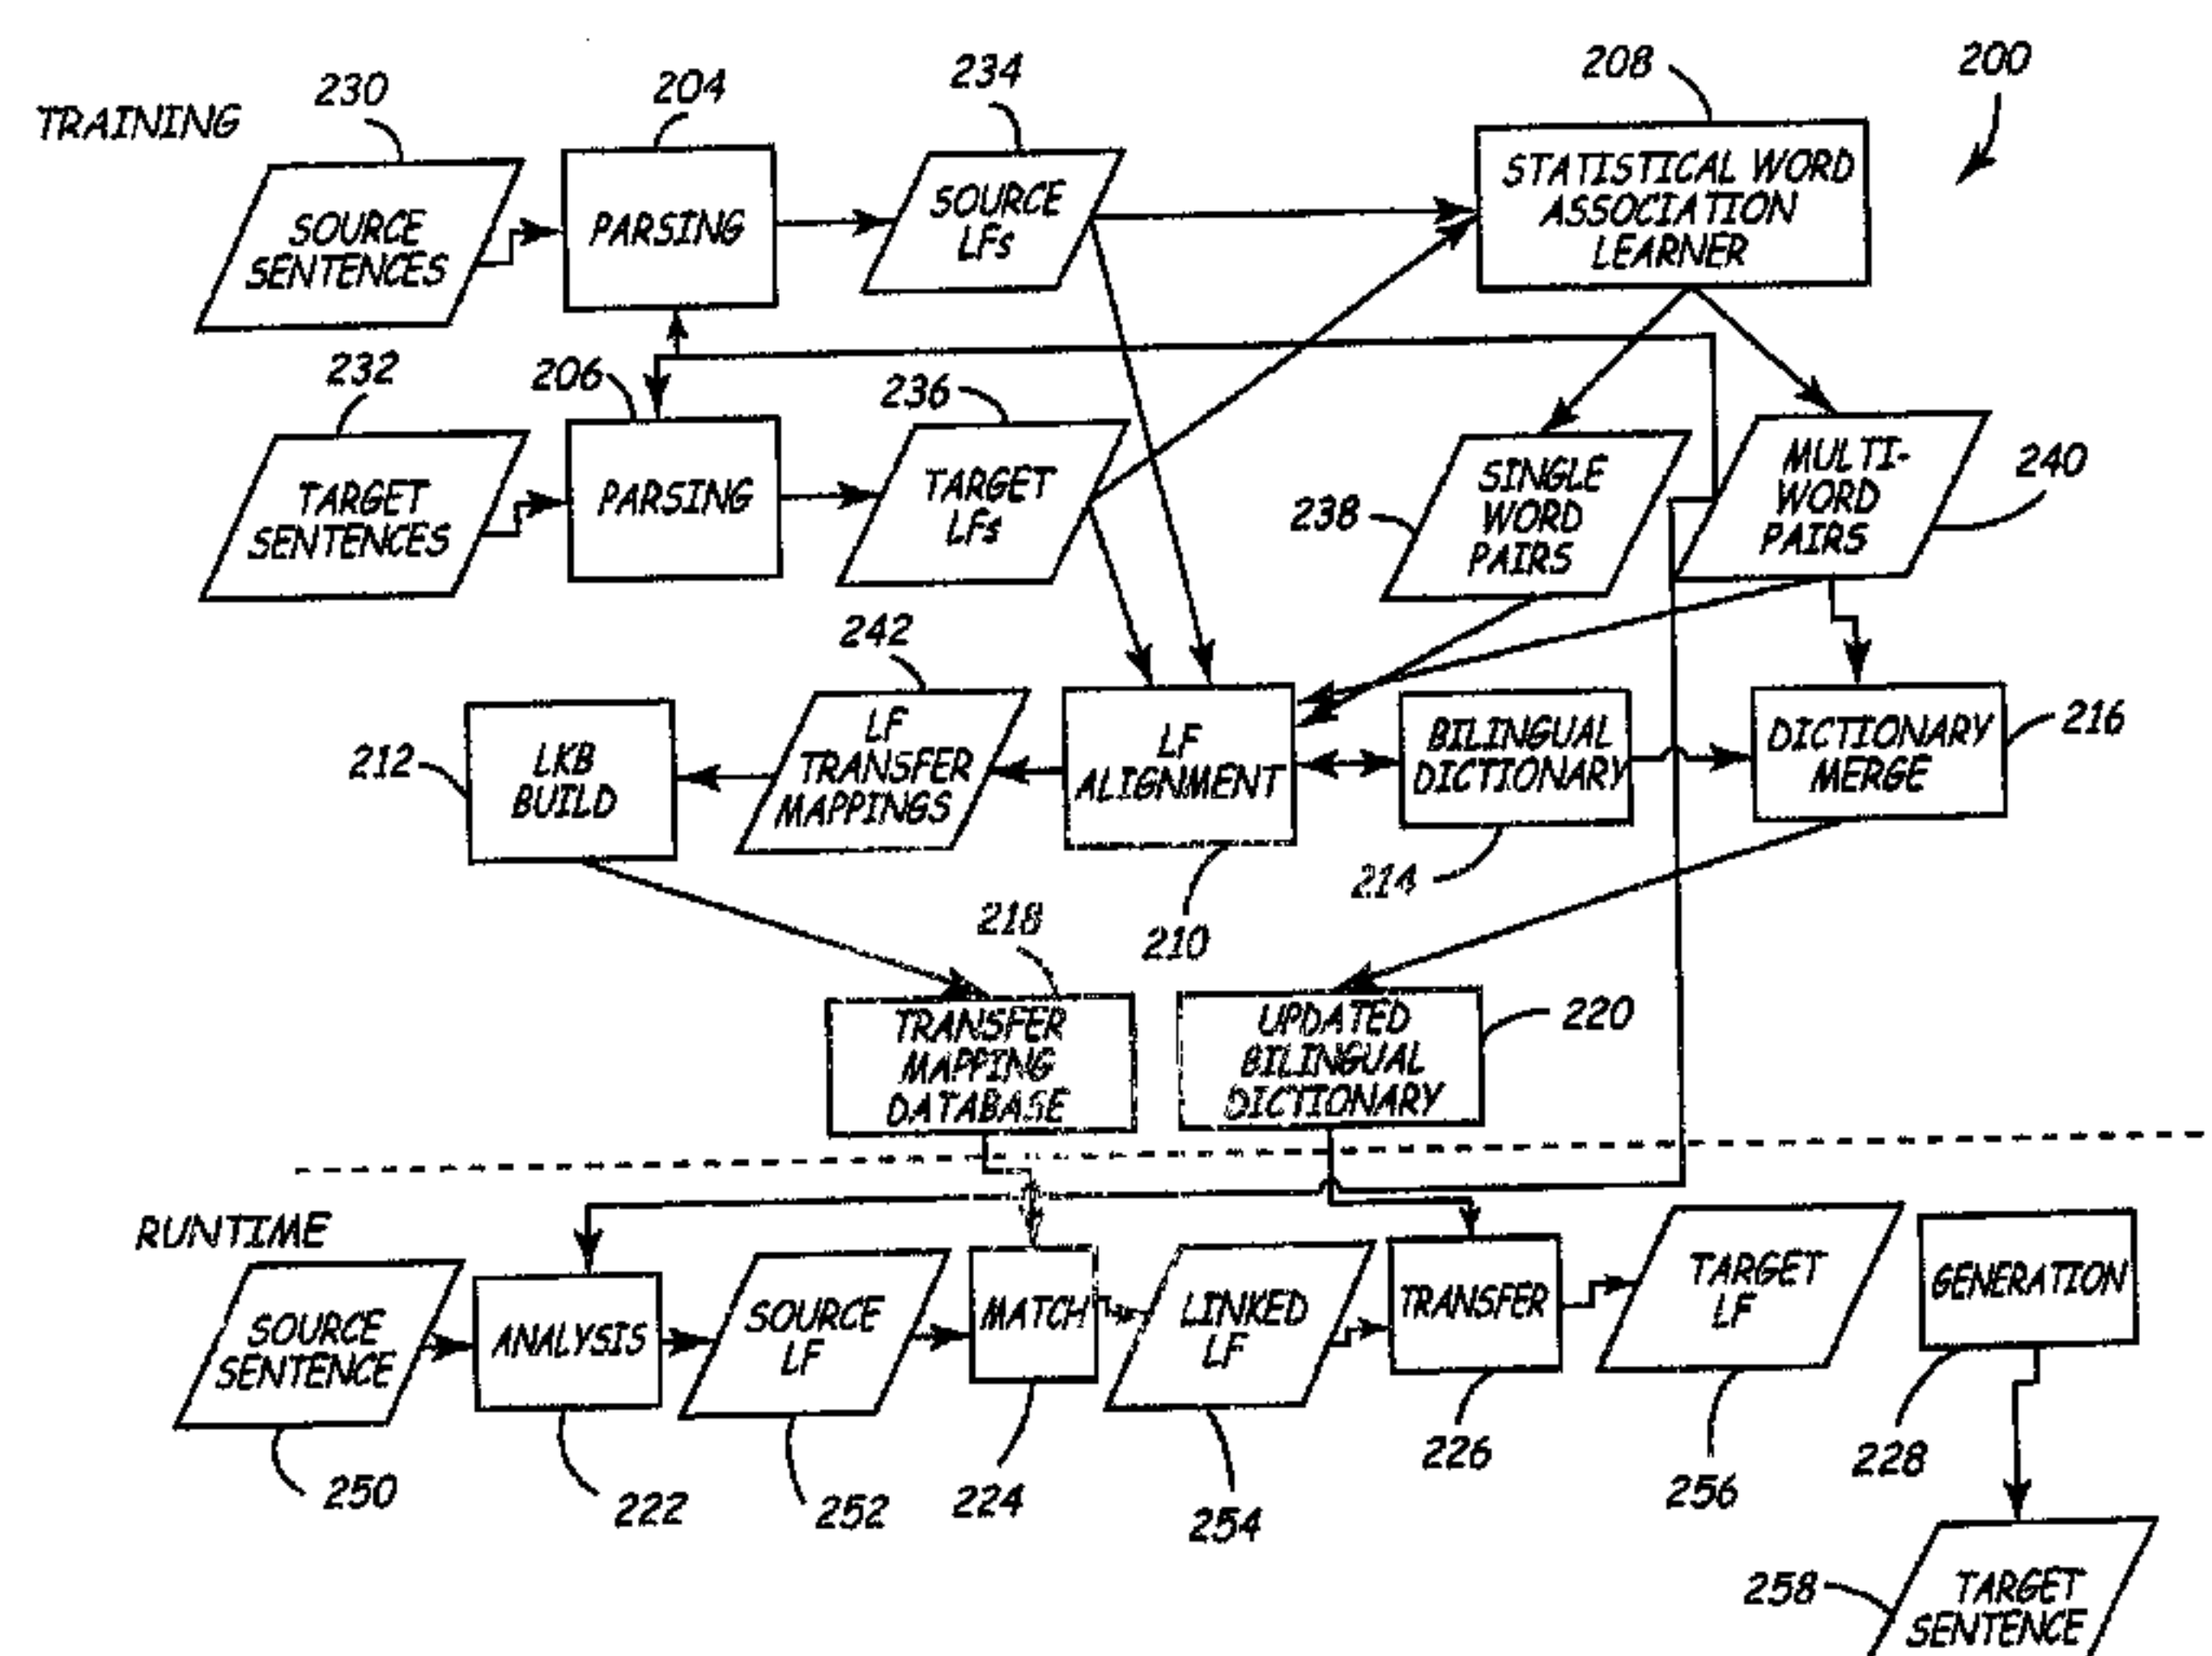 TRAINING
230
204
234
208
200
SOURCE
SENTENCES
PARSING
SOURCE
LFs
STATISTICAL WORD
ASSOCIATION
LEARNER
232
206
236
TARGET
SENTENCES
PARSING
TARGET
LFs
238
SINGLE
WORD
PAIRS
MULTI-
WORD
PAIRS
240
242
212
LKB
BUILD
LF
TRANSFER
MAPPINGS
LF
ALIGNMENT
BILINGUAL
DICTIONARY
DICTIONARY
MERGE
216
214
210
218
TRANSFER
MAPPING
DATABASE
UPDATED
BILINGUAL
DICTIONARY
220
RUNTIME
SOURCE
SENTENCE
ANALYSIS
SOURCE
LF
MATCH
LINKED
LF
TRANSFER
TARGET
LF
GENERATION
250
222
252
224
254
226
256
228
258
TARGET
SENTENCE